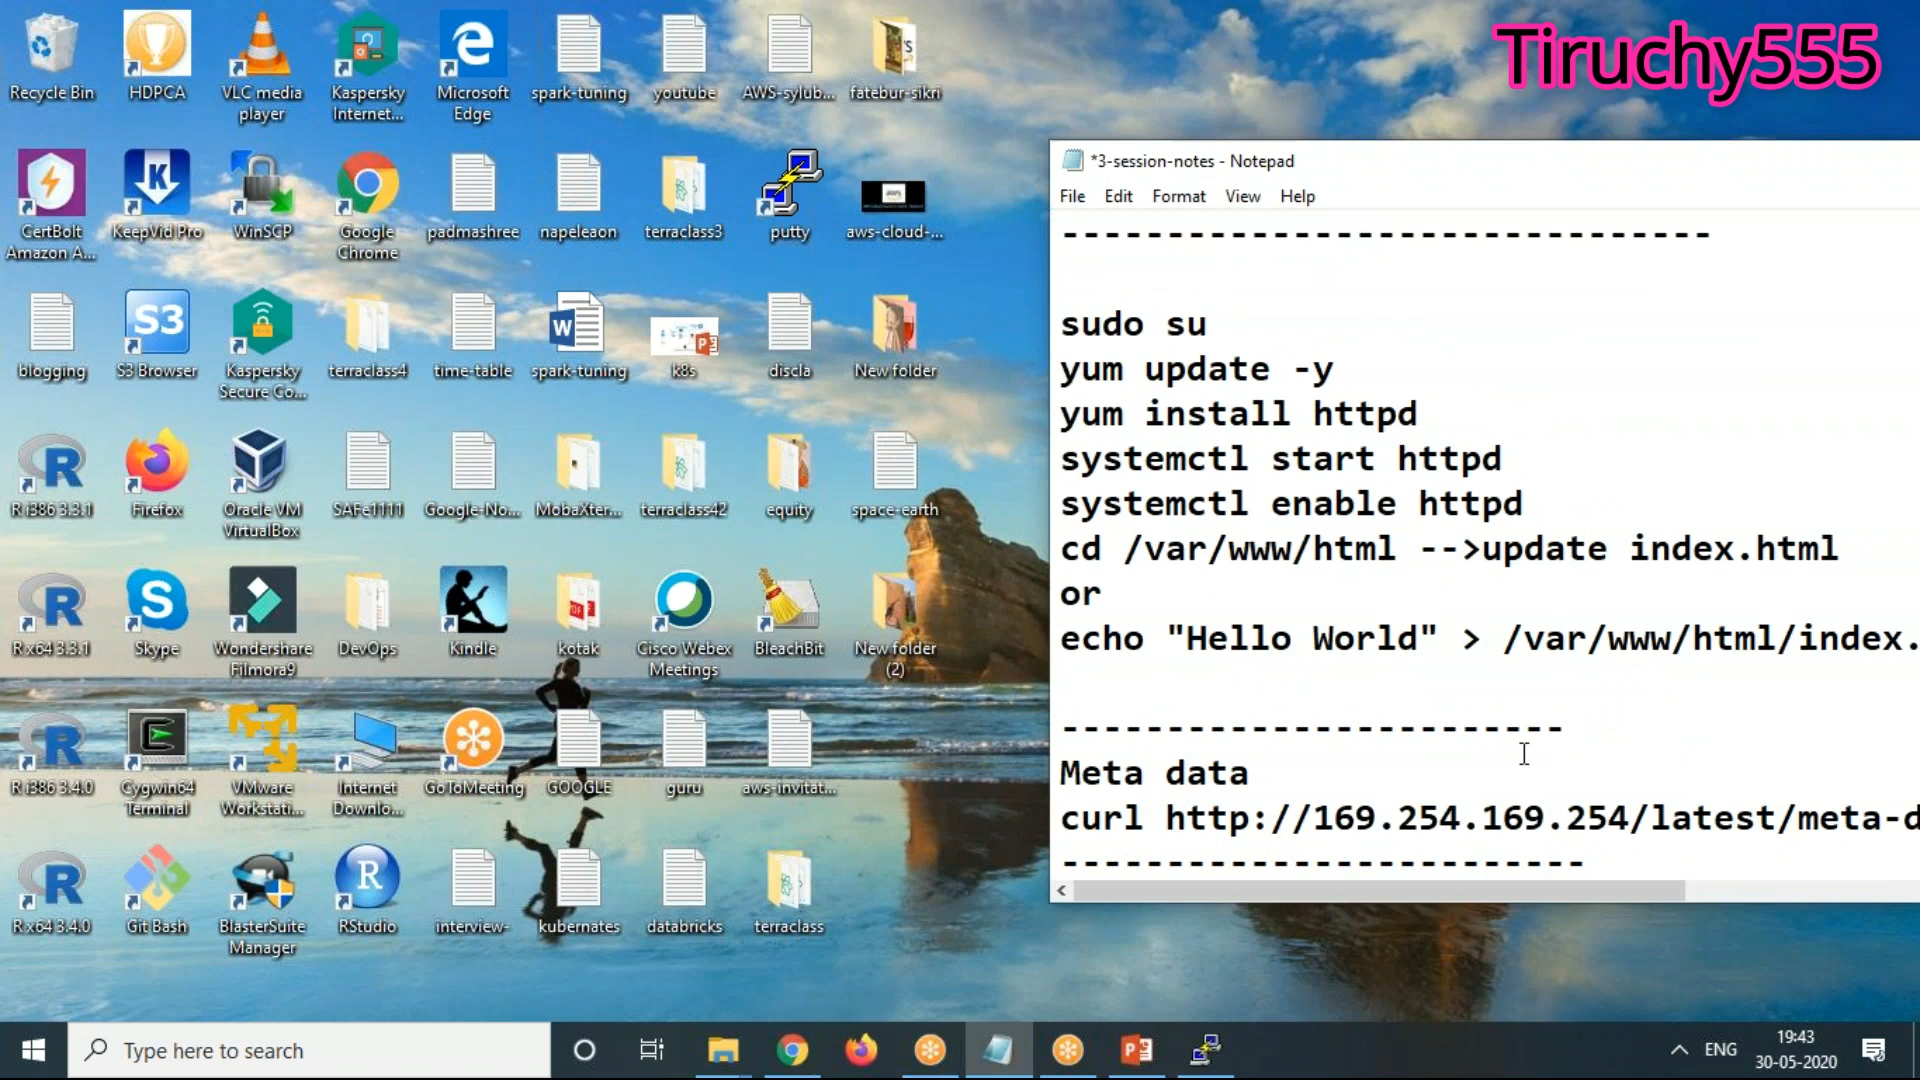 Tiruchy555
Recycle Bin
HDPCA
VLC media
player
Kaspersky
Internet...
Microsoft
Edge
spark-tuning
youtube
AWS-sylub...
fatebur-sikri
CertBolt
Amazon A...
KeepVid Pro
WinSCP
Google
Chrome
padmashree
napeleaon
terraclass3
putty
aws-cloud-...
blogging
S3
S3 Browser
Kaspersky
Secure Co...
terraclass4
time-table
spark-tuning
k8s
discla
New folder
R i386 3.3.1
Firefox
Oracle VM
VirtualBox
SAFe1111
Google-No...
MobaXter...
terraclass42
equity
space-earth
R x64 3.3.1
Skype
Wondershare
Filmora9
DevOps
Kindle
kotak
Cisco Webex
Meetings
BleachBit
New folder
(2)
R i386 3.4.0
Cygwin64
Terminal
VMware
Workstati...
Internet
Downlo...
GoToMeeting
GOOGLE
guru
aws-invitat...
R x64 3.4.0
Git Bash
BlasterSuite
Manager
RStudio
interview-
kubernates
databricks
terraclass
*3-session-notes - Notepad
File Edit Format View Help
-------------------------------
sudo su
yum update -y
yum install httpd
systemctl start httpd
systemctl enable httpd
cd /var/www/html -->update index.html
or
echo "Hello World" > /var/www/html/index.
------------------------
Meta data
curl http://169.254.169.254/latest/meta-d
-------------------------
Type here to search
ENG
19:43
30-05-2020